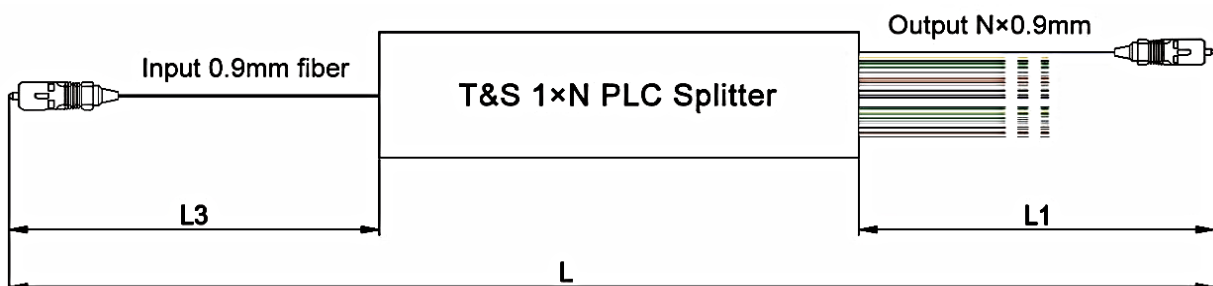 Output N×0.9mm
Input 0.9mm fiber
T&S 1×N PLC Splitter
L3
L1
L